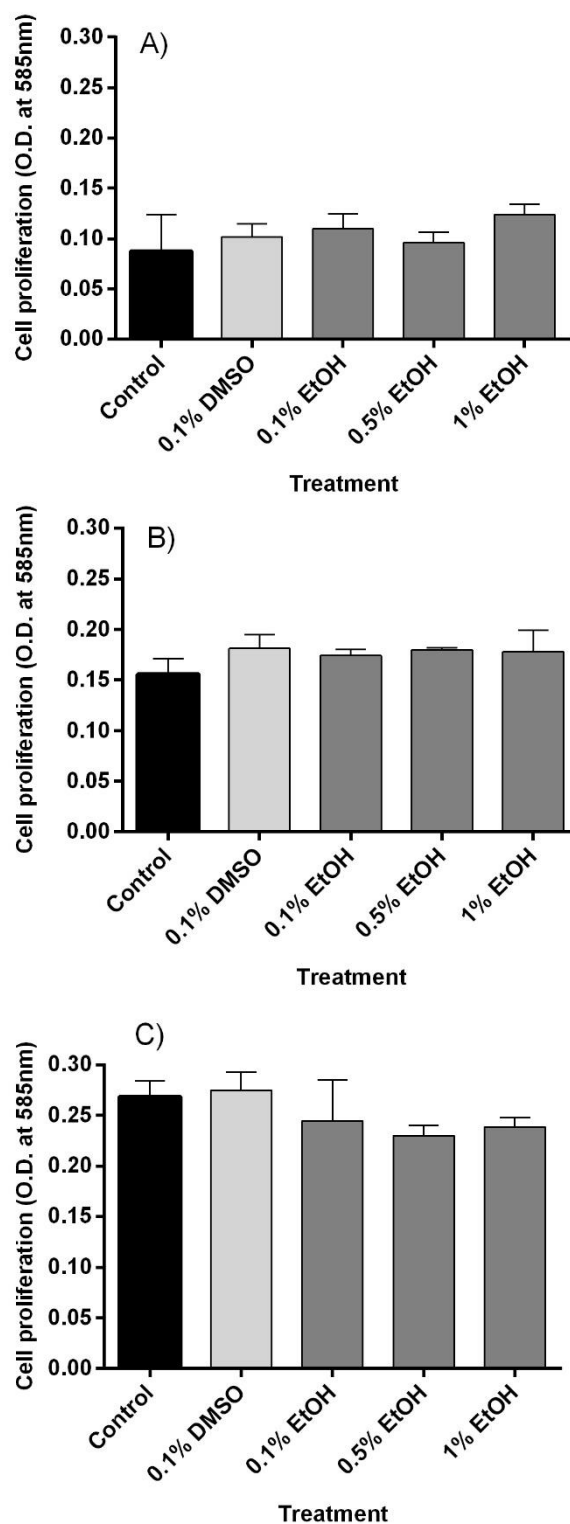 A)
Cell proliferation (O.D. at 585nm)
0.30
0.25
0.20
0.15
0.10
0.05
0.00
Control
0.1% DMSO
0.1% EtOH
0.5% EtOH
1% EtOH
Treatment
B)
Cell proliferation (O.D. at 585nm)
0.30
0.25
0.20
0.15
0.10
0.05
0.00
Control
0.1% DMSO
0.1% EtOH
0.5% EtOH
1% EtOH
Treatment
C)
Cell proliferation (O.D. at 585nm)
0.30
0.25
0.20
0.15
0.10
0.05
0.00
Control
0.1% DMSO
0.1% EtOH
0.5% EtOH
1% EtOH
Treatment